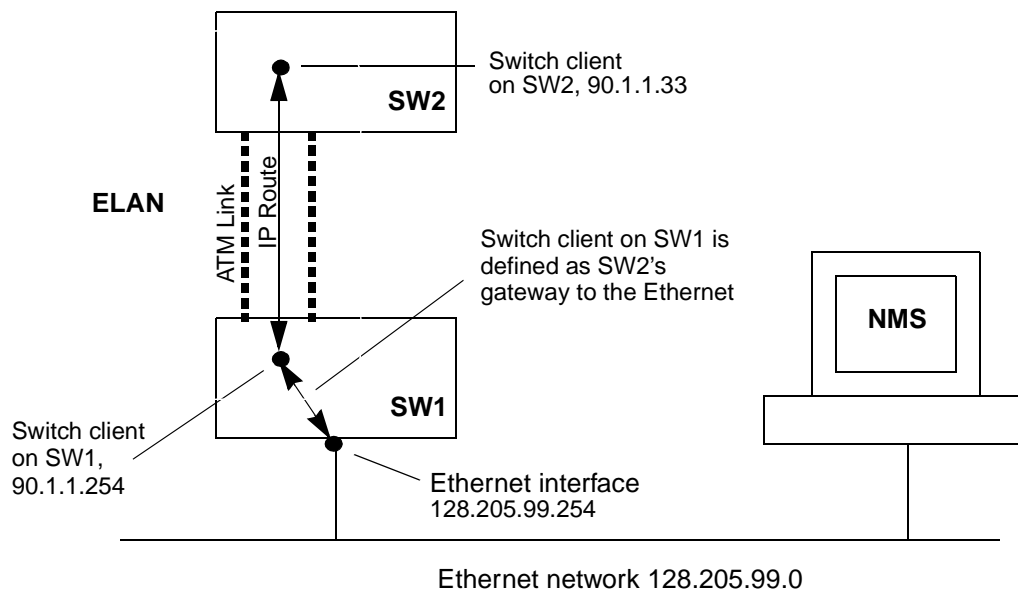 Switch client
on SW2, 90.1.1.33
SW2
ELAN
ATM Link
IP Route
Switch client on SW1 is
defined as SW2's
gateway to the Ethernet
NMS
SW1
Switch client
on SW1,
90.1.1.254
Ethernet interface
128.205.99.254
Ethernet network 128.205.99.0